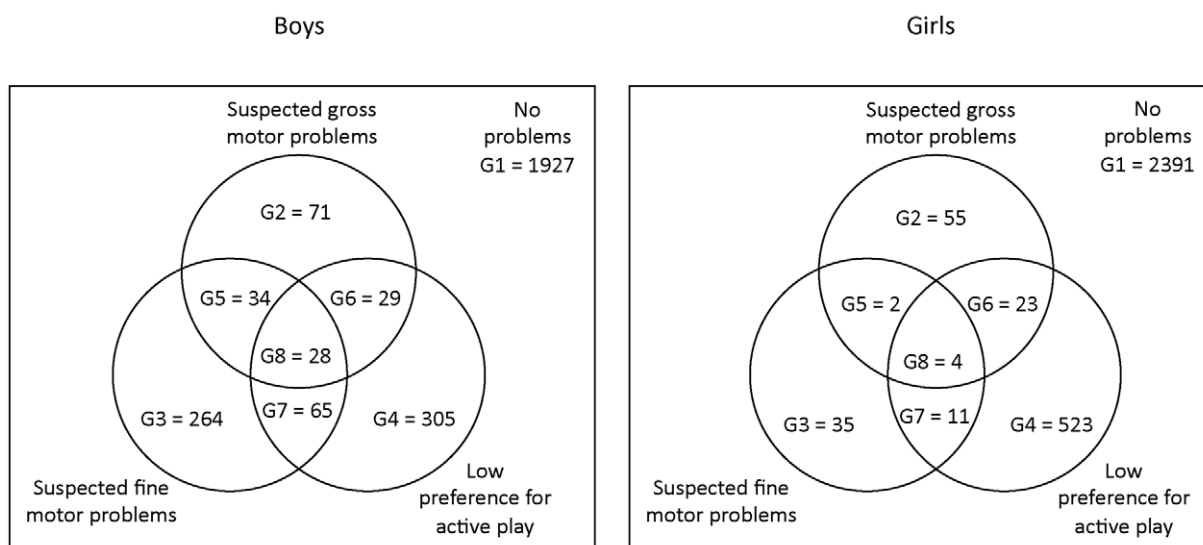 Boys
Suspected gross
motor problems
No
problems
G1 = 1927
G2 = 71
G5 = 34
G6 = 29
G8 = 28
G3 = 264
G7 = 65
G4 = 305
Suspected fine
motor problems
Low
preference for
active play
Girls
Suspected gross
motor problems
No
problems
G1 = 2391
G2 = 55
G5 = 2
G6 = 23
G8 = 4
G3 = 35
G7 = 11
G4 = 523
Suspected fine
motor problems
Low
preference for
active play